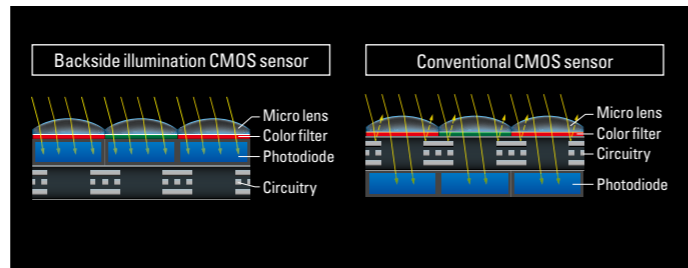 Backside illumination CMOS sensor
Micro lens
Color filter
Photodiode
Circuitry
Conventional CMOS sensor
Micro lens
Color filter
Circuitry
Photodiode